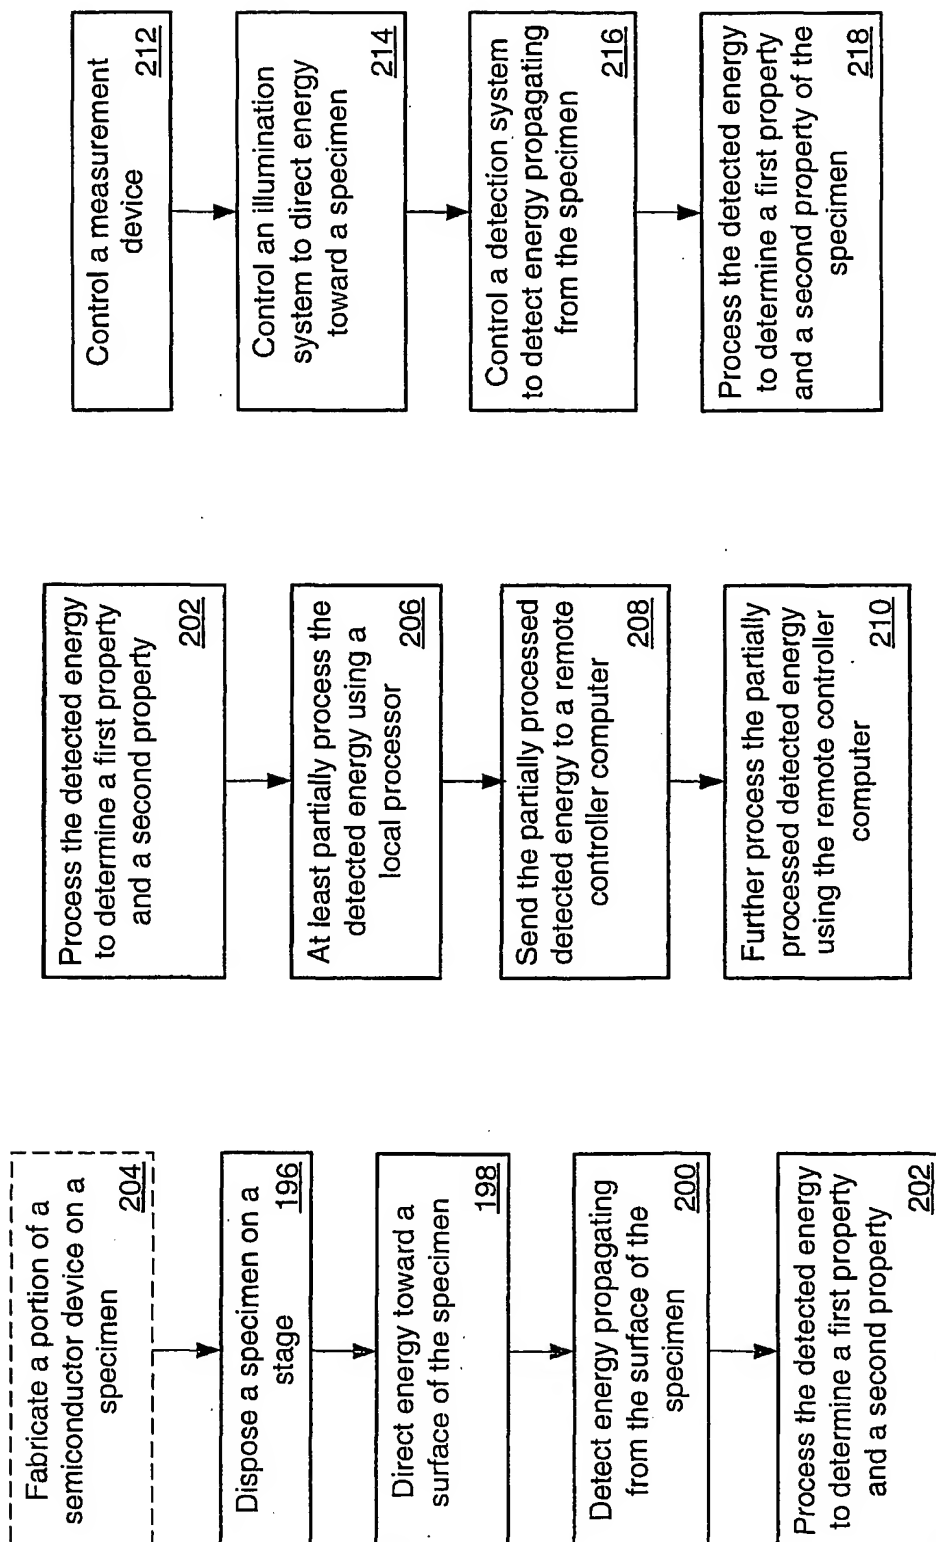 Fabricate a portion of a
semiconductor device on a
specimen
204
Dispose a specimen on a
stage
196
Direct energy toward a
surface of the specimen
198
Detect energy propagating
from the surface of the
specimen
200
Process the detected energy
to determine a first property
and a second property
202
Process the detected energy
to determine a first property
and a second property
202
At least partially process the
detected energy using a
local processor
206
Send the partially processed
detected energy to a remote
controller computer
208
Further process the partially
processed detected energy
using the remote controller
computer
210
Control a measurement
device
212
Control an illumination
system to direct energy
toward a specimen
214
Control a detection system
to detect energy propagating
from the specimen
216
Process the detected energy
to determine a first property
and a second property of the
specimen
218